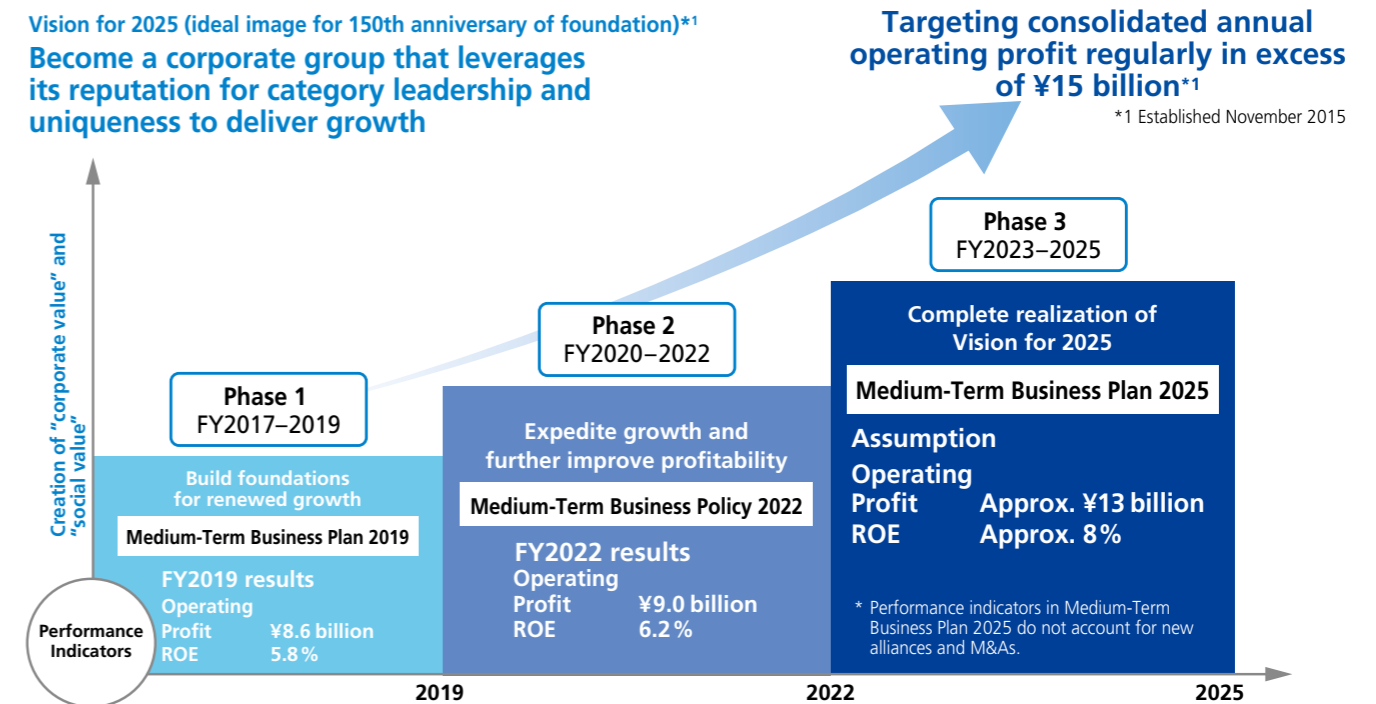 Vision for 2025 (ideal image for 150th anniversary of foundation)*1
Become a corporate group that leverages
its reputation for category leadership and
uniqueness to deliver growth
Targeting consolidated annual
operating profit regularly in excess
of ¥15 billion*1
*1 Established November 2015
Creation of “corporate value” and
“social value”
Phase 1
FY2017–2019
Build foundations
for renewed growth
Medium-Term Business Plan 2019
FY2019 results
Operating
Profit ¥8.6 billion
ROE 5.8%
Phase 2
FY2020–2022
Expedite growth and
further improve profitability
Medium-Term Business Policy 2022
FY2022 results
Operating
Profit ¥9.0 billion
ROE 6.2%
Phase 3
FY2023–2025
Complete realization of
Vision for 2025
Medium-Term Business Plan 2025
Assumption
Operating
Profit Approx. ¥13 billion
ROE Approx. 8%
* Performance indicators in Medium-Term
Business Plan 2025 do not account for new
alliances and M&As.
Performance
Indicators
2019
2022
2025